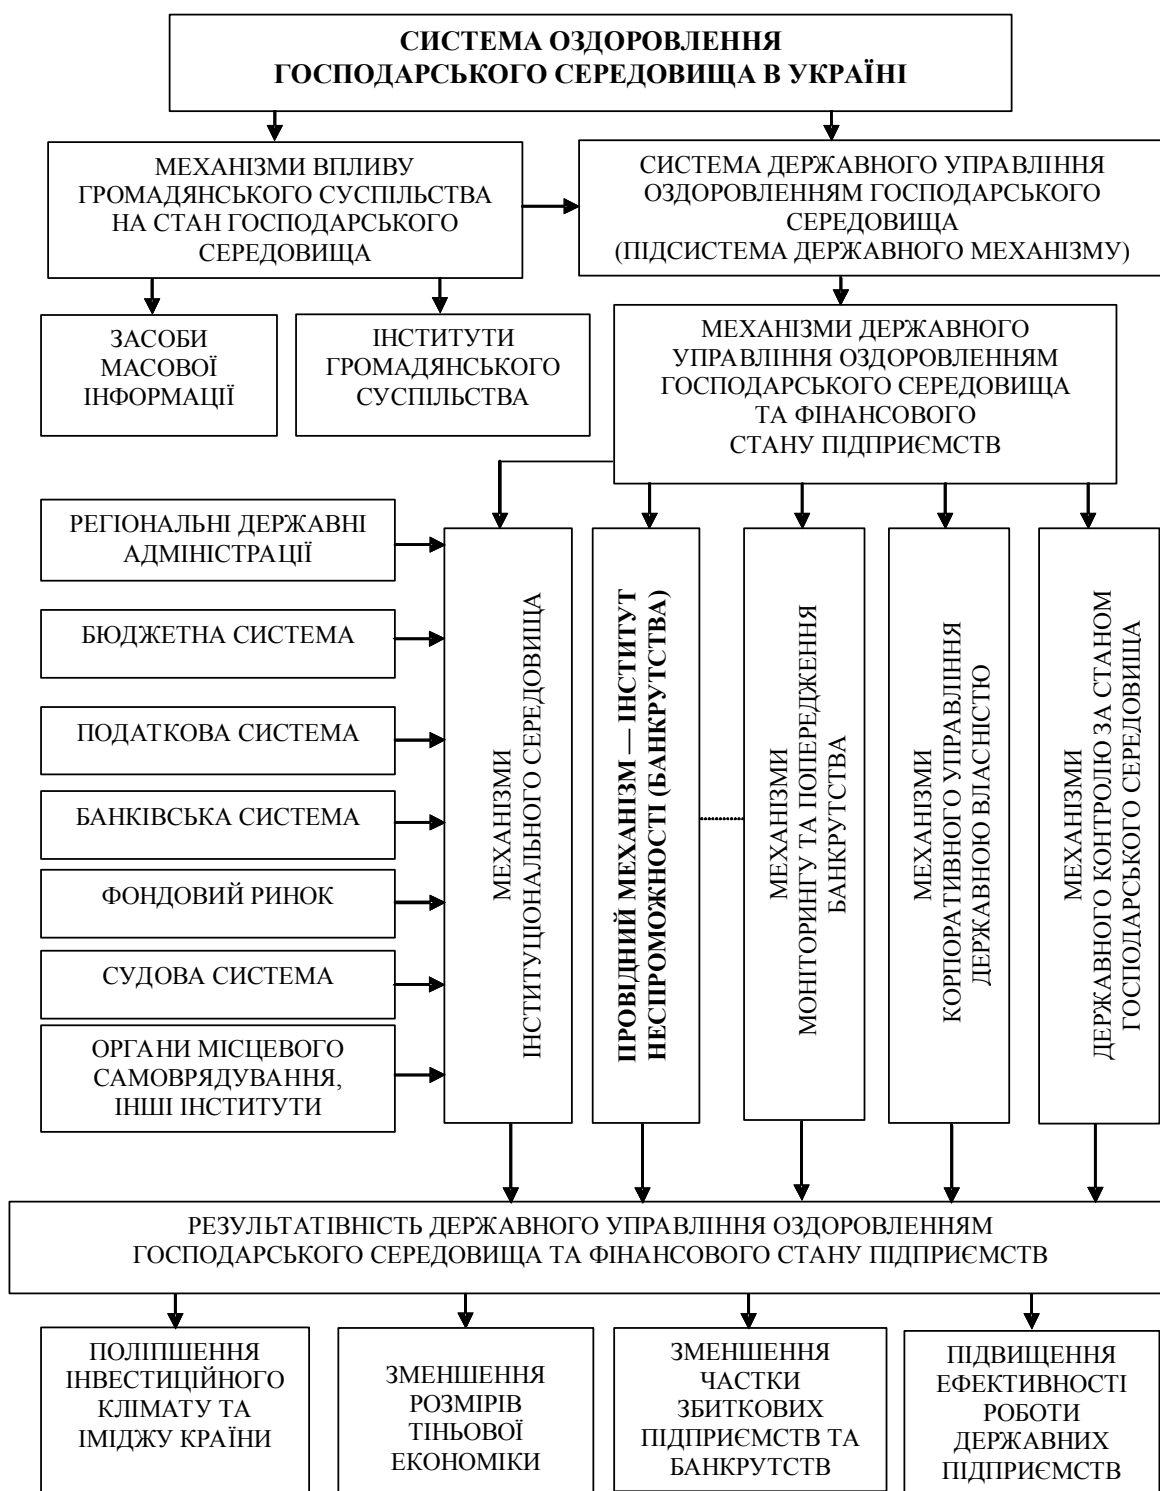 СИСТЕМА ОЗДОРОВЛЕННЯ
ГОСПОДАРСЬКОГО СЕРЕДОВИЩА В УКРАЇНІ
МЕХАНІЗМИ ВПЛИВУ
ГРОМАДЯНСЬКОГО СУСПІЛЬСТВА
НА СТАН ГОСПОДАРСЬКОГО
СЕРЕДОВИЩА
СИСТЕМА ДЕРЖАВНОГО УПРАВЛІННЯ
ОЗДОРОВЛЕННЯМ ГОСПОДАРСЬКОГО
СЕРЕДОВИЩА
(ПІДСИСТЕМА ДЕРЖАВНОГО МЕХАНІЗМУ)
ЗАСОБИ
МАСОВОЇ
ІНФОРМАЦІЇ
ІНСТИТУТИ
ГРОМАДЯНСЬКОГО
СУСПІЛЬСТВА
МЕХАНІЗМИ ДЕРЖАВНОГО
УПРАВЛІННЯ ОЗДОРОВЛЕННЯМ
ГОСПОДАРСЬКОГО СЕРЕДОВИЩА
ТА ФІНАНСОВОГО
СТАНУ ПІДПРИЄМСТВ
РЕГІОНАЛЬНІ ДЕРЖАВНІ
АДМІНІСТРАЦІЇ
БЮДЖЕТНА СИСТЕМА
ПОДАТКОВА СИСТЕМА
БАНКІВСЬКА СИСТЕМА
ФОНДОВИЙ РИНОК
СУДОВА СИСТЕМА
ОРГАНИ МІСЦЕВОГО
САМОВРЯДУВАННЯ,
ІНШІ ІНСТИТУТИ
МЕХАНІЗМИ
ІНСТИТУЦІОНАЛЬНОГО СЕРЕДОВИЩА
ПРОВІДНИЙ МЕХАНІЗМ — ІНСТИТУТ
НЕСПРОМОЖНОСТІ (БАНКРУТСТВА)
МЕХАНІЗМИ
МОНІТОРИНГУ ТА ПОПЕРЕДЖЕННЯ
БАНКРУТСТВА
МЕХАНІЗМИ
КОРПОРАТИВНОГО УПРАВЛІННЯ
ДЕРЖАВНОЮ ВЛАСНІСТЮ
МЕХАНІЗМИ
ДЕРЖАВНОГО КОНТРОЛЮ ЗА СТАНОМ
ГОСПОДАРСЬКОГО СЕРЕДОВИЩА
РЕЗУЛЬТАТІВНІСТЬ ДЕРЖАВНОГО УПРАВЛІННЯ ОЗДОРОВЛЕННЯМ
ГОСПОДАРСЬКОГО СЕРЕДОВИЩА ТА ФІНАНСОВОГО СТАНУ ПІДПРИЄМСТВ
ПОЛІПШЕННЯ
ІНВЕСТИЦІЙНОГО
КЛІМАТУ ТА
ІМІДЖУ КРАЇНИ
ЗМЕНШЕННЯ
РОЗМІРІВ
ТІНЬОВОЇ
ЕКОНОМІКИ
ЗМЕНШЕННЯ
ЧАСТКИ
ЗБИТКОВИХ
ПІДПРИЄМСТВ ТА
БАНКРУТСТВ
ПІДВИЩЕННЯ
ЕФЕКТИВНОСТІ
РОБОТИ
ДЕРЖАВНИХ
ПІДПРИЄМСТВ